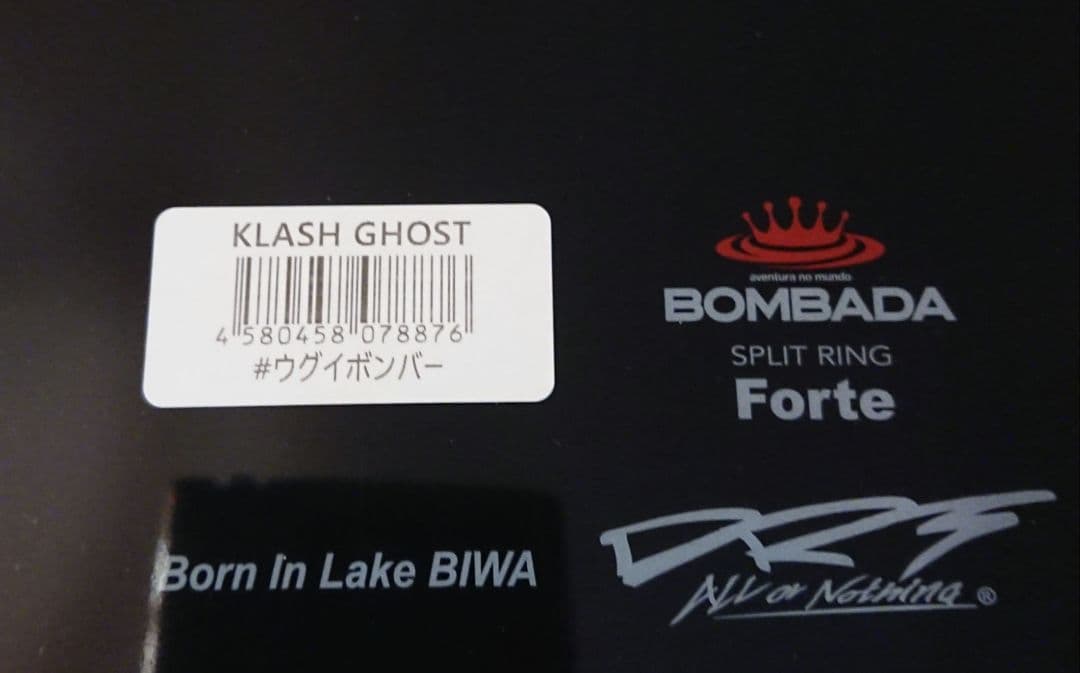 KLASH GHOST
4 580458 078876
#ウグイボンバー
aventura no mundo
BOMBADA
SPLIT RING
Forte
Born In Lake BIWA
DRT
ALL or Nothing ®